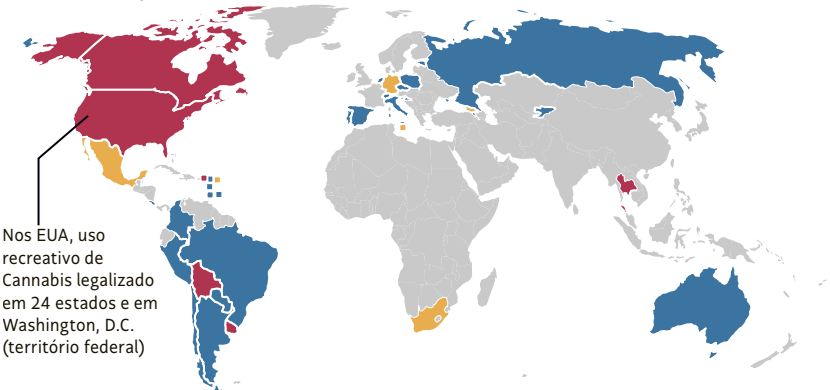 Nos EUA, uso
recreativo de
Cannabis legalizado
em 24 estados e em
Washington, D.C.
(território federal)